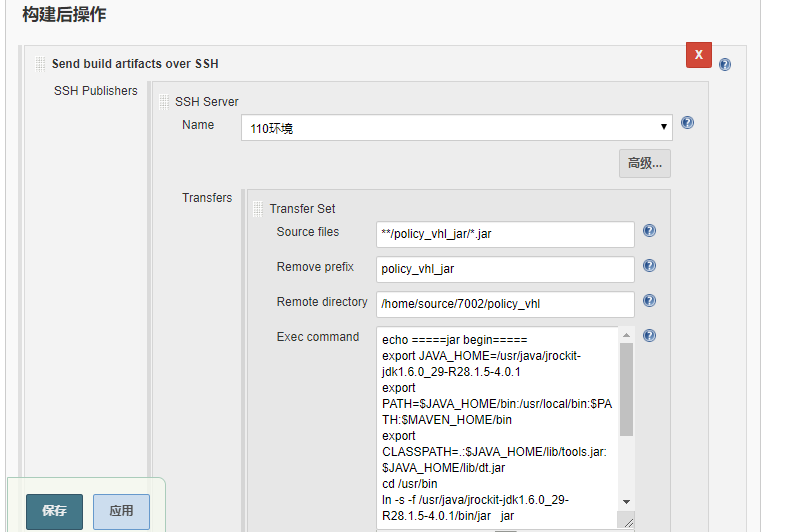 构建后操作
Send build artifacts over SSH
X
SSH Publishers
SSH Server
Name
110环境
高级...
Transfers
Transfer Set
Source files
**/policy_vhl_jar/*.jar
Remove prefix
policy_vhl_jar
Remote directory
/home/source/7002/policy_vhl
Exec command
echo =====jar begin=====
export JAVA_HOME=/usr/java/jrockit-
jdk1.6.0_29-R28.1.5-4.0.1
export
PATH=$JAVA_HOME/bin:/usr/local/bin:$PA
TH:$MAVEN_HOME/bin
export
CLASSPATH=.:$JAVA_HOME/lib/tools.jar:
$JAVA_HOME/lib/dt.jar
cd /usr/bin
ln -s -f /usr/java/jrockit-jdk1.6.0_29-
R28.1.5-4.0.1/bin/jar jar
保存
应用